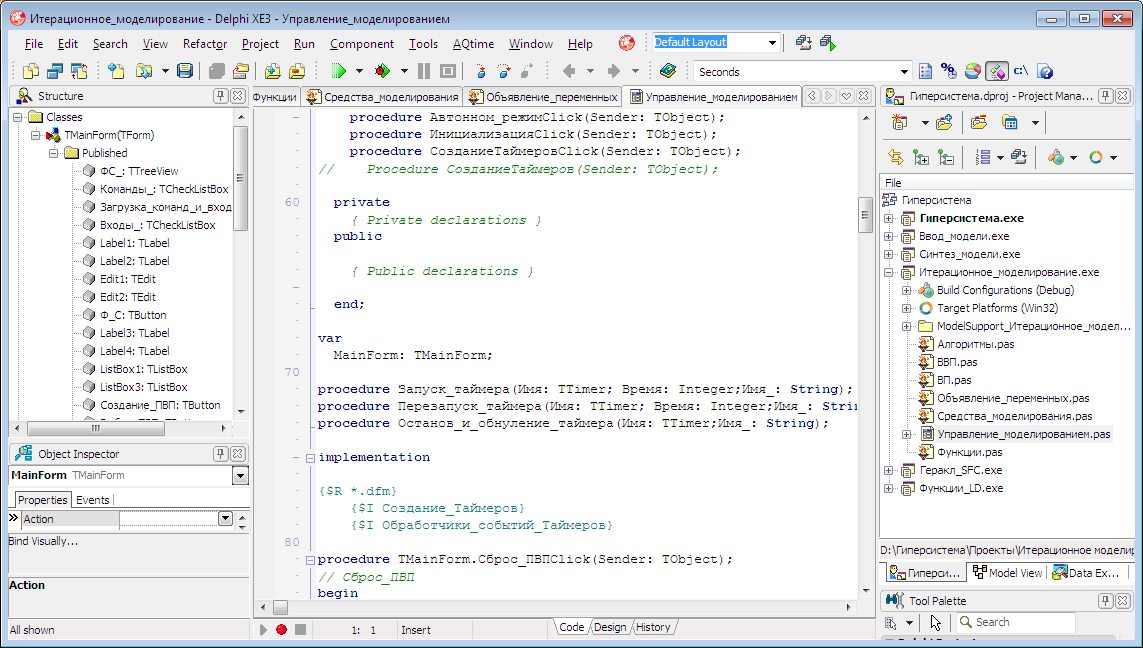 Итерационное_моделирование - Delphi XE3 - Управление_моделированием
File Edit Search View Refactor Project Run Component Tools AQtime Window Help
Default Layout
Seconds
Structure
Classes
TMainForm(TForm)
Published
ФС_: TTreeView
Команды_: TCheckListBox
Загрузка_команд_и_вход
Входы_: TCheckListBox
Label1: TLabel
Label2: TLabel
Edit1: TEdit
Edit2: TEdit
Ф_С: TButton
Label3: TLabel
Label4: TLabel
ListBox1: TListBox
ListBox3: TListBox
Создание_ПВП: TButton
Object Inspector
MainForm TMainForm
Properties Events
Action
Bind Visually...
Action
All shown
Функции Средства_моделирования Объявление_переменных Управление_моделированием
procedure Автоном_режимClick(Sender: TObject);
procedure ИнициализацияClick(Sender: TObject);
procedure СозданиеТаймеровClick(Sender: TObject);
// Procedure СозданиеТаймеров(Sender: TObject);
60 private
{ Private declarations }
public
{ Public declarations }
end;
var
MainForm: TMainForm;
70
procedure Запуск_таймера(Имя: TTimer; Время: Integer;Имя_: String);
procedure Перезапуск_таймера(Имя: TTimer; Время: Integer;Имя_: Strin
procedure Останов_и_обнуление_таймера(Имя: TTimer;Имя_: String);
implementation
{$R *.dfm}
{$I Создание_Таймеров}
{$I Обработчики_событий_Таймеров}
80
procedure TMainForm.Сброс_ПВПClick(Sender: TObject);
// Сброс_ПВП
begin
1: 1 Insert
Code Design History
Гиперсистема.dproj - Project Mana...
File
Гиперсистема
Гиперсистема.exe
Ввод_модели.exe
Синтез_модели.exe
Итерационное_моделирование.exe
Build Configurations (Debug)
Target Platforms (Win32)
ModelSupport_Итерационное_модел...
Алгоритмы.pas
ВВП.pas
ВП.pas
Объявление_переменных.pas
Средства_моделирования.pas
Управление_моделированием.pas
Функции.pas
Геракл_SFC.exe
Функции_LD.exe
D:\Гиперсистема\Проекты\Итерационное моделир
Гиперси... Model View Data Ex...
Tool Palette
Search